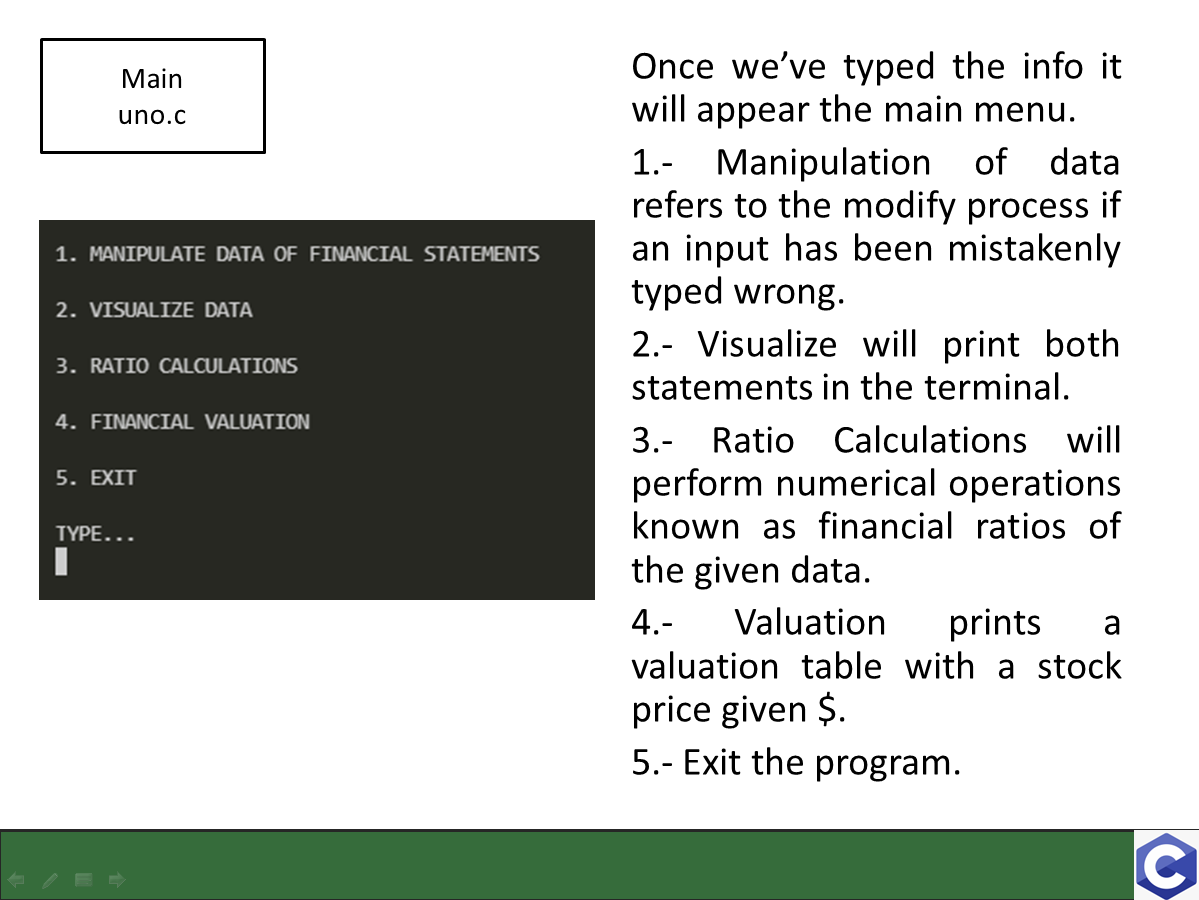 Main
uno.c
1. MANIPULATE DATA OF FINANCIAL STATEMENTS
2. VISUALIZE DATA
3. RATIO CALCULATIONS
4. FINANCIAL VALUATION
5. EXIT
TYPE...
Once we’ve typed the info it
will appear the main menu.
1.- Manipulation of data
refers to the modify process if
an input has been mistakenly
typed wrong.
2.- Visualize will print both
statements in the terminal.
3.- Ratio Calculations will
perform numerical operations
known as financial ratios of
the given data.
4.- Valuation prints a
valuation table with a stock
price given $.
5.- Exit the program.
C